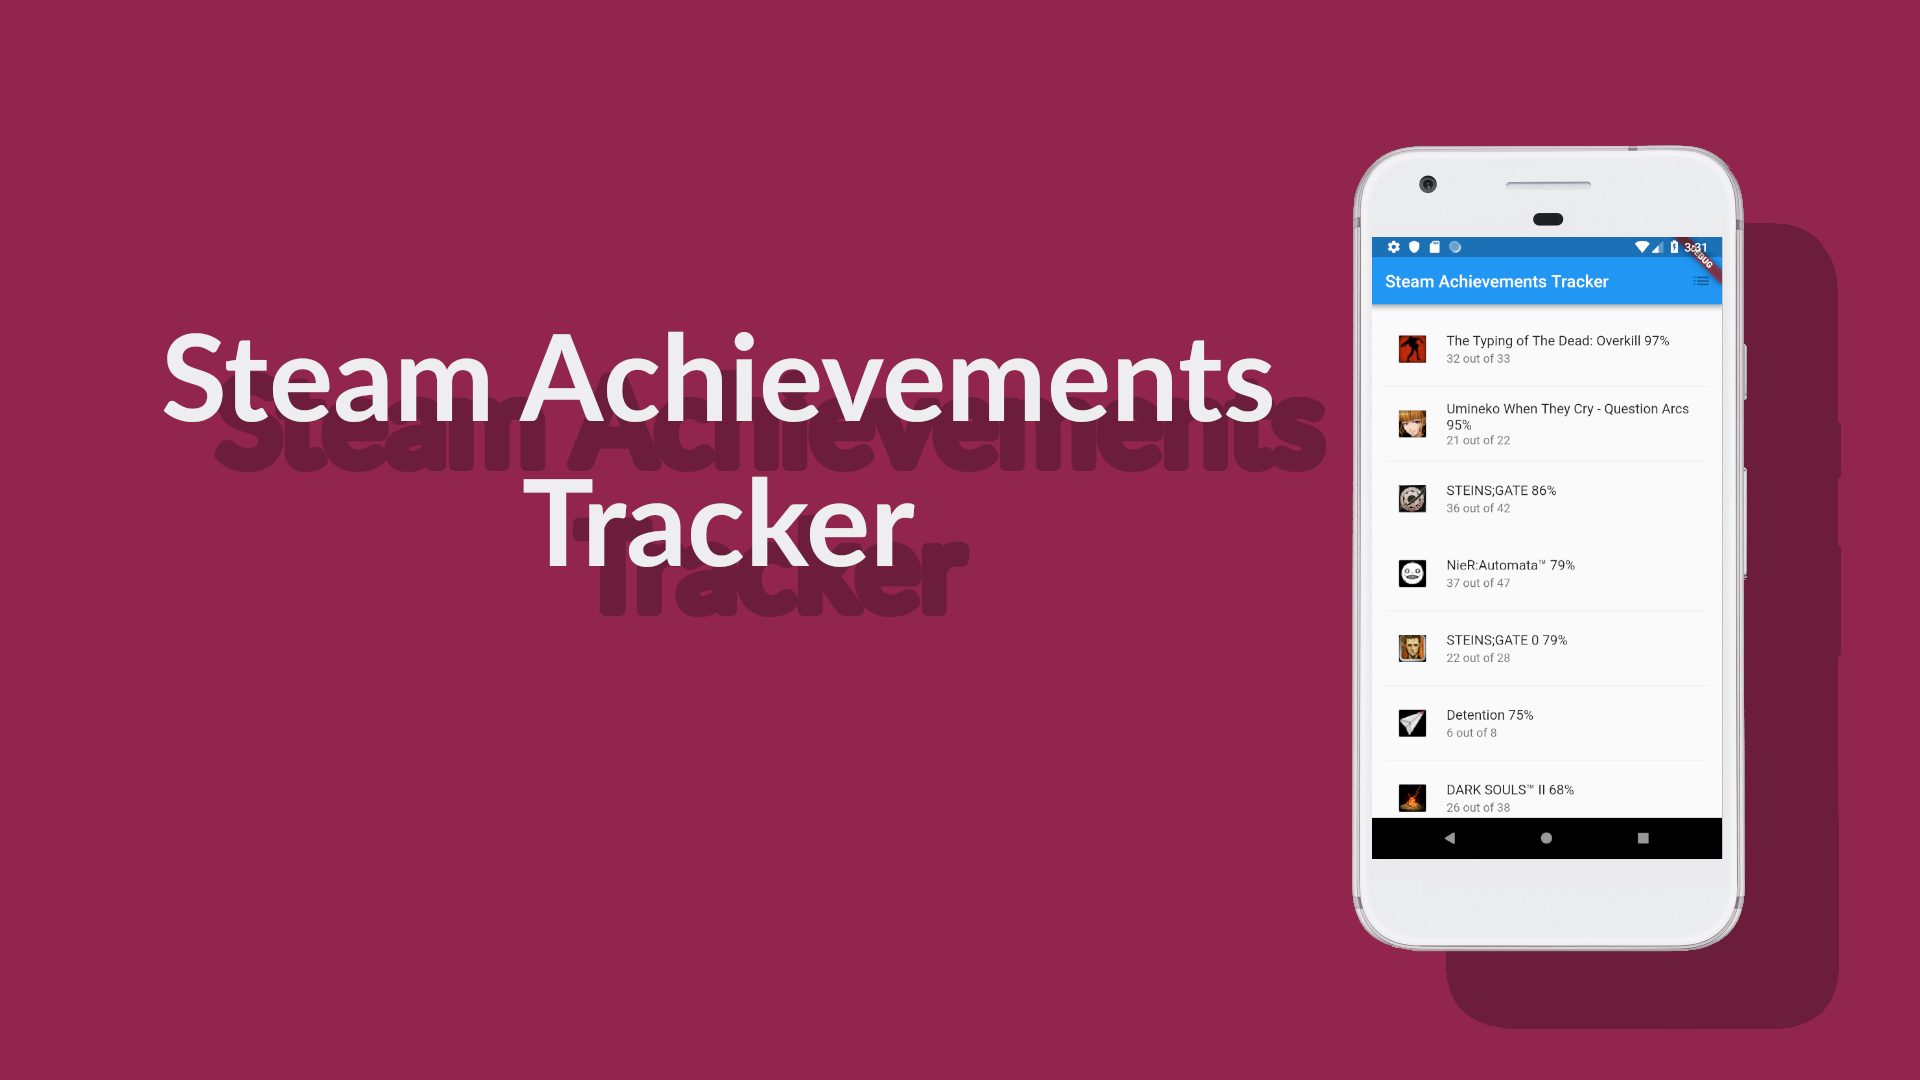 Steam Achievements
Tracker
3:31
DEBUG
Steam Achievements Tracker
The Typing of The Dead: Overkill 97%
32 out of 33
Umineko When They Cry - Question Arcs
95%
21 out of 22
STEINS;GATE 86%
36 out of 42
NieR:Automata™ 79%
37 out of 47
STEINS;GATE 0 79%
22 out of 28
Detention 75%
6 out of 8
DARK SOULS™ II 68%
26 out of 38